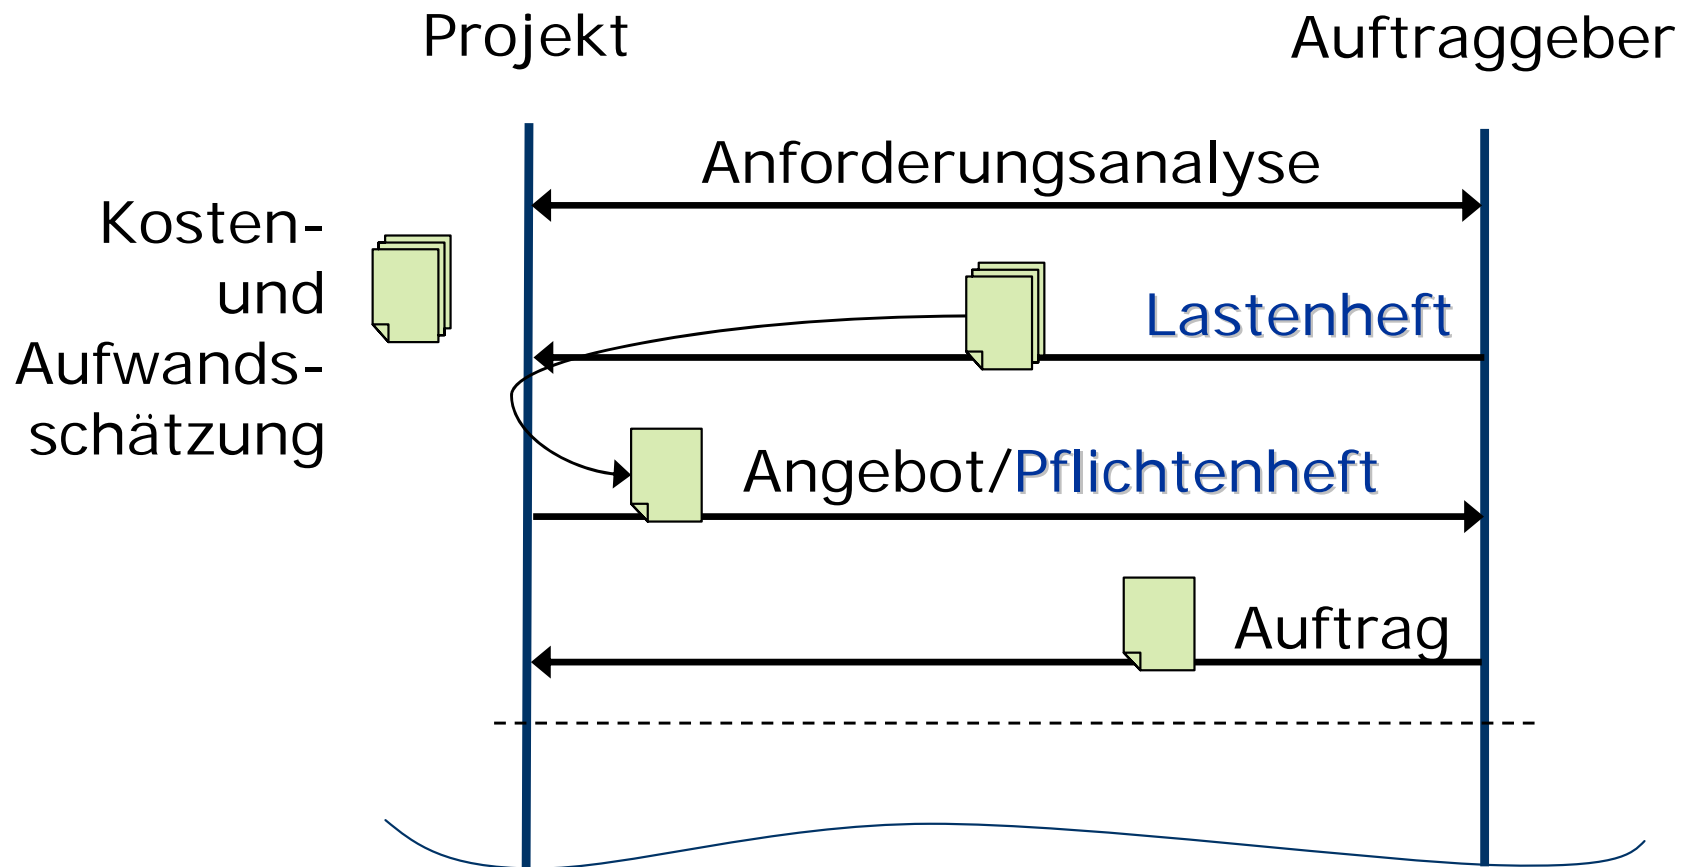 Projekt
Auftraggeber
Anforderungsanalyse
Kosten-
und
Aufwands-
schätzung
Lastenheft
Angebot/Pflichtenheft
Auftrag